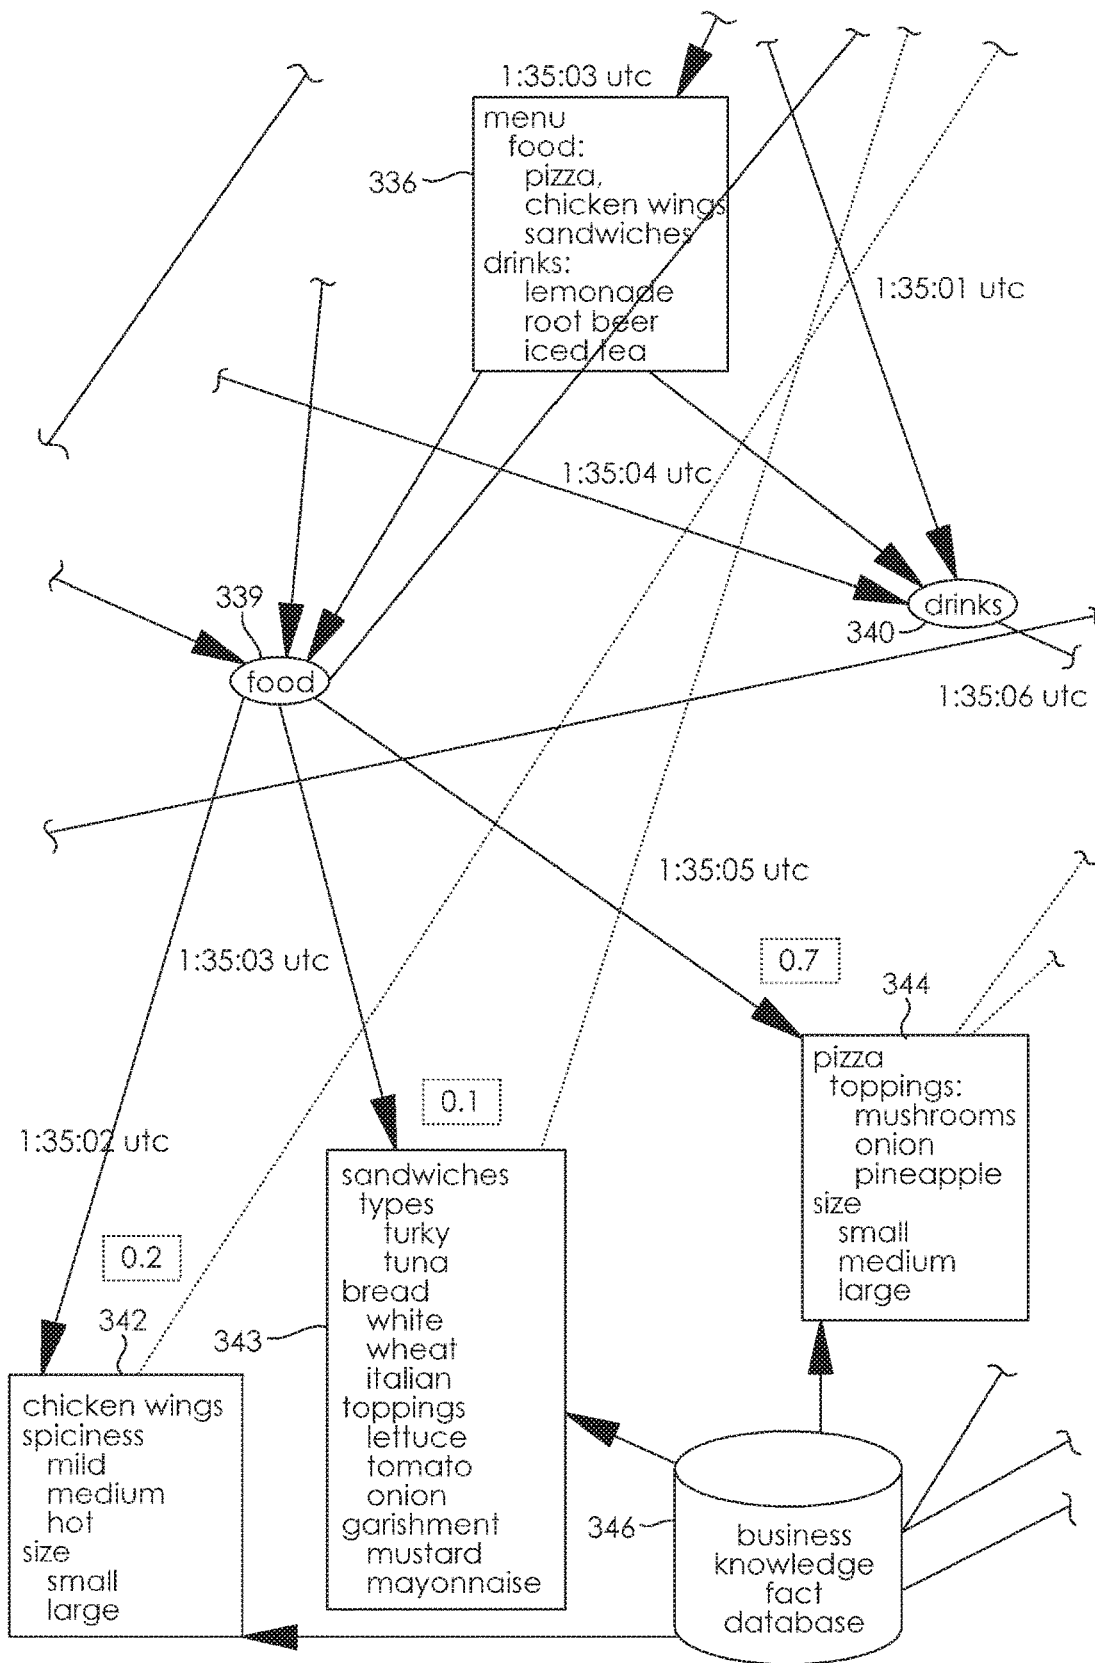 1:35:03 utc
menu
food:
pizza,
chicken wings
sandwiches
drinks:
lemonade
root beer
iced tea
336
1:35:01 utc
1:35:04 utc
339
food
drinks
340
1:35:06 utc
1:35:05 utc
1:35:03 utc
0.7
344
pizza
toppings:
mushrooms
onion
pineapple
size
small
medium
large
0.1
1:35:02 utc
sandwiches
types
turky
tuna
bread
white
wheat
italian
toppings
lettuce
tomato
onion
garishment
mustard
mayonnaise
343
0.2
342
chicken wings
spiciness
mild
medium
hot
size
small
large
346
business
knowledge
fact
database